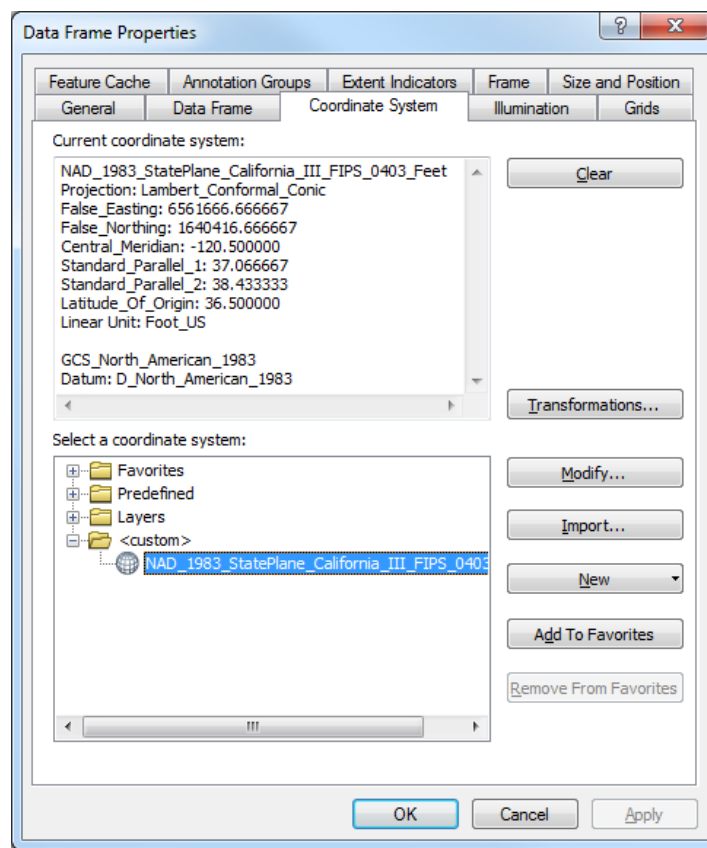 Data Frame Properties
?
X
Feature Cache Annotation Groups Extent Indicators Frame Size and Position
General Data Frame Coordinate System Illumination Grids
Current coordinate system:
NAD_1983_StatePlane_California_III_FIPS_0403_Feet
Projection: Lambert_Conformal_Conic
False_Easting: 6561666.666667
False_Northing: 1640416.666667
Central_Meridian: -120.500000
Standard_Parallel_1: 37.066667
Standard_Parallel_2: 38.433333
Latitude_Of_Origin: 36.500000
Linear Unit: Foot_US
GCS_North_American_1983
Datum: D_North_American_1983
Clear
Transformations...
Select a coordinate system:
Favorites
Predefined
Layers
<custom>
NAD_1983_StatePlane_California_III_FIPS_0403
Modify...
Import...
New
Add To Favorites
Remove From Favorites
OK Cancel Apply